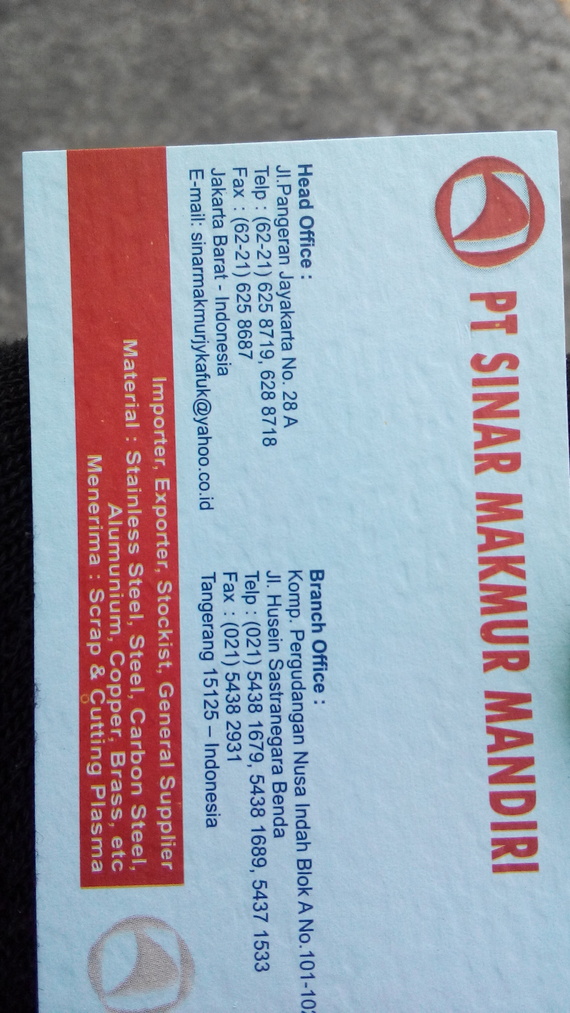 PT SINAR MAKMUR MANDIRI
Head Office :
Jl.Pangeran Jayakarta No. 28 A
Telp : (62-21) 625 8719, 628 8718
Fax : (62-21) 625 8687
Jakarta Barat - Indonesia
E-mail: sinarmakmurjykafuk@yahoo.co.id
Branch Office :
Komp. Pergudangan Nusa Indah Blok A No.101-102
Jl. Husein Sastranegara Benda
Telp : (021) 5438 1679, 5438 1689, 5437 1533
Fax : (021) 5438 2931
Tangerang 15125 – Indonesia
Importer, Exporter, Stockist, General Supplier
Material : Stainless Steel, Steel, Carbon Steel,
Alumunium, Copper, Brass, etc
Menerima : Scrap & Cutting Plasma